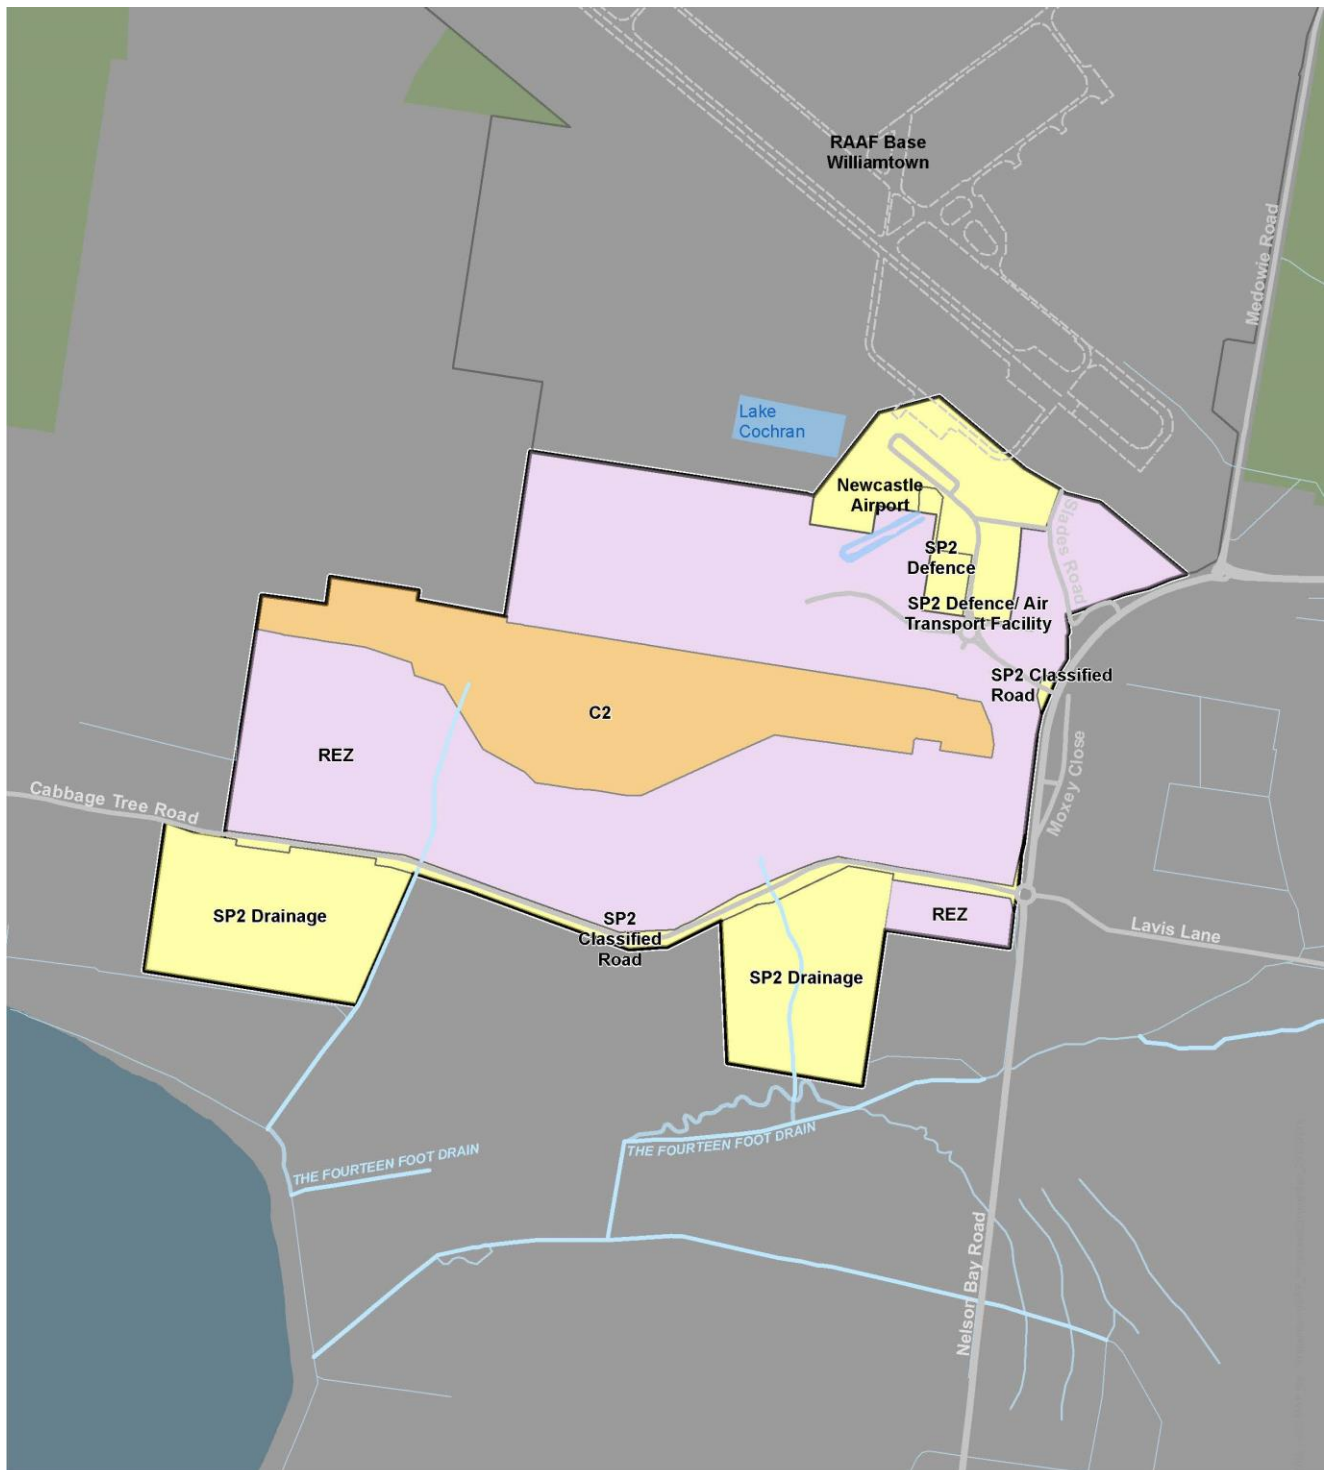 RAAF Base
Williamtown
Medowie Road
Lake
Cochran
Newcastle
Airport
Slades Road
SP2
Defence
SP2 Defence/ Air
Transport Facility
SP2 Classified
Road
C2
REZ
Moxey Close
Cabbage Tree Road
SP2 Drainage
SP2
Classified
Road
REZ
Lavis Lane
SP2 Drainage
THE FOURTEEN FOOT DRAIN
THE FOURTEEN FOOT DRAIN
Nelson Bay Road